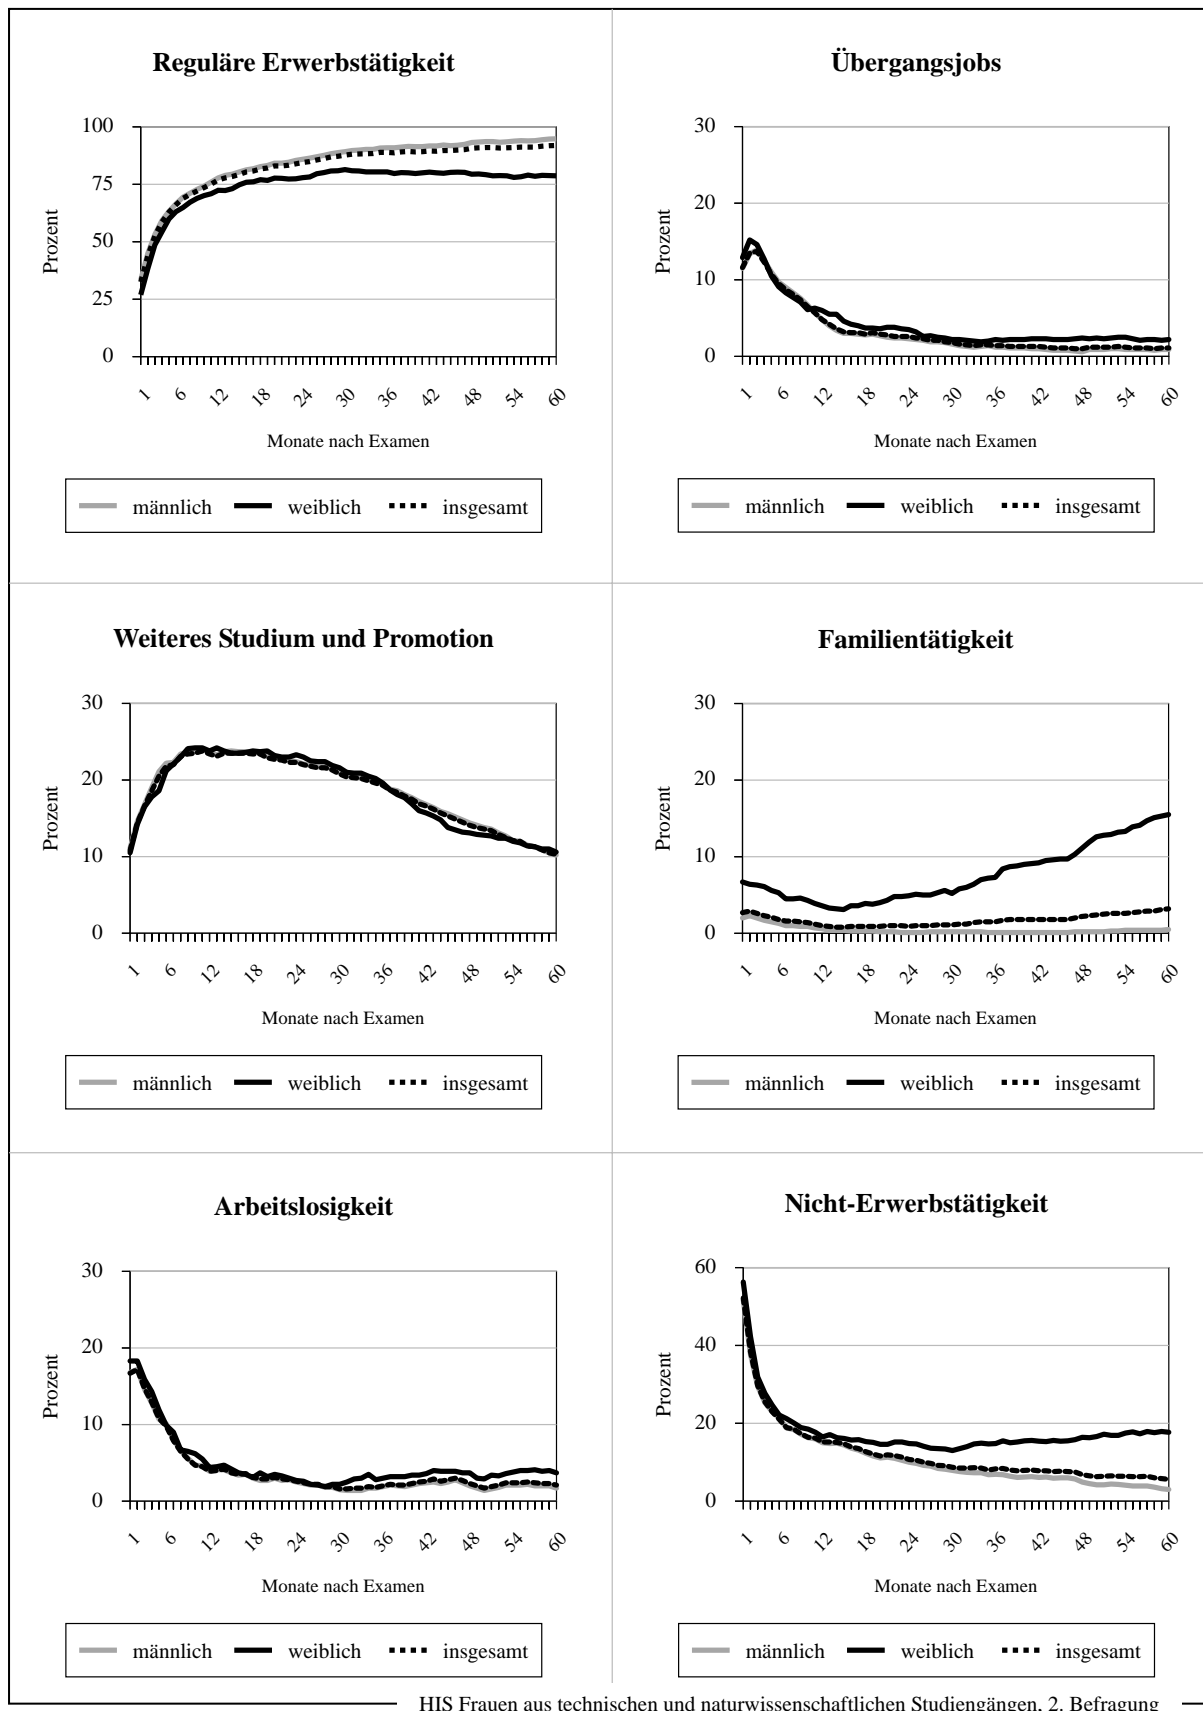 Reguläre Erwerbstätigkeit
Prozent
100
75
50
25
0
1 6 12 18 24 30 36 42 48 54 60
Monate nach Examen
männlich weiblich insgesamt
Übergangsjobs
Prozent
30
20
10
0
1 6 12 18 24 30 36 42 48 54 60
Monate nach Examen
männlich weiblich insgesamt
Weiteres Studium und Promotion
Prozent
30
20
10
0
1 6 12 18 24 30 36 42 48 54 60
Monate nach Examen
männlich weiblich insgesamt
Familientätigkeit
Prozent
30
20
10
0
1 6 12 18 24 30 36 42 48 54 60
Monate nach Examen
männlich weiblich insgesamt
Arbeitslosigkeit
Prozent
30
20
10
0
1 6 12 18 24 30 36 42 48 54 60
Monate nach Examen
männlich weiblich insgesamt
Nicht-Erwerbstätigkeit
Prozent
60
40
20
0
1 6 12 18 24 30 36 42 48 54 60
Monate nach Examen
männlich weiblich insgesamt
HIS Frauen aus technischen und naturwissenschaftlichen Studiengängen, 2. Befragung